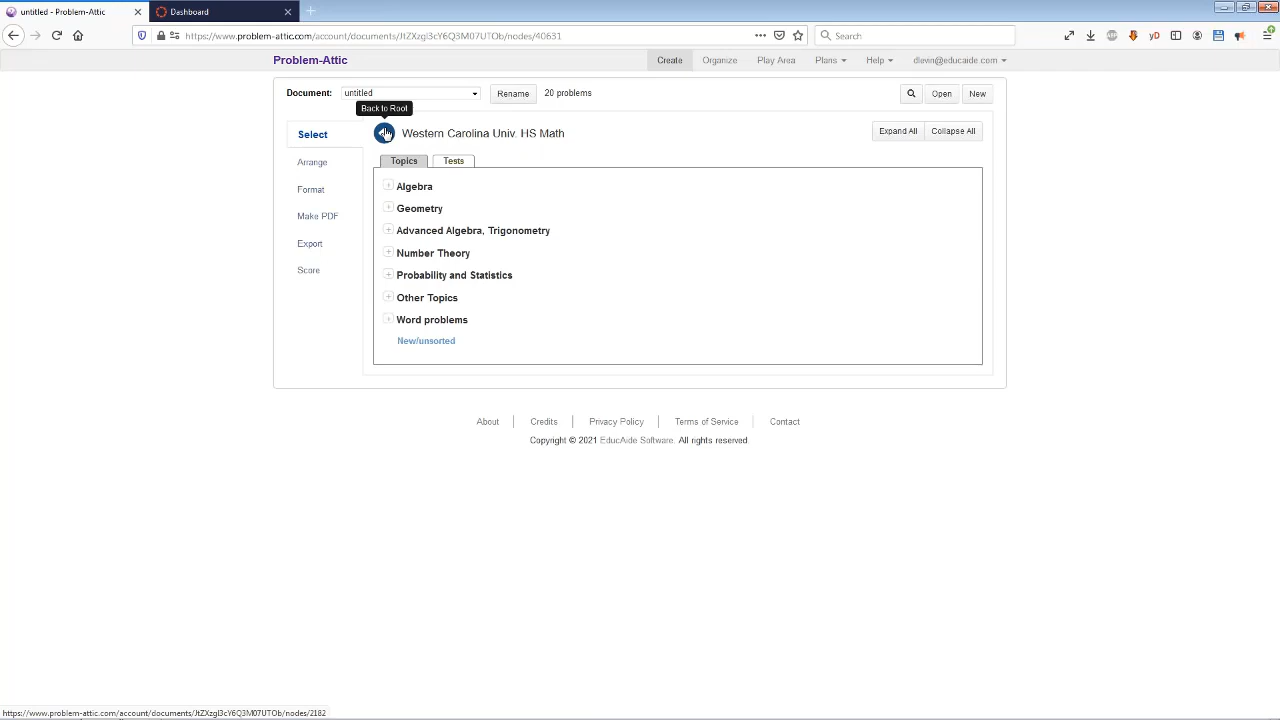 untitled - Problem-Attic
Dashboard
https://www.problem-attic.com/account/documents/JtZXzgl3cY6Q3M07UTOb/nodes/40631
Search
Problem-Attic
Create Organize Play Area Plans Help dlevin@educaide.com
Document: untitled Rename 20 problems Open New
Back to Root
Select
Western Carolina Univ. HS Math
Expand All Collapse All
Arrange
Format
Make PDF
Export
Score
Topics Tests
Algebra
Geometry
Advanced Algebra, Trigonometry
Number Theory
Probability and Statistics
Other Topics
Word problems
New/unsorted
About Credits Privacy Policy Terms of Service Contact
Copyright © 2021 EducAide Software. All rights reserved.
https://www.problem-attic.com/account/documents/JtZXzgl3cY6Q3M07UTOb/nodes/2182